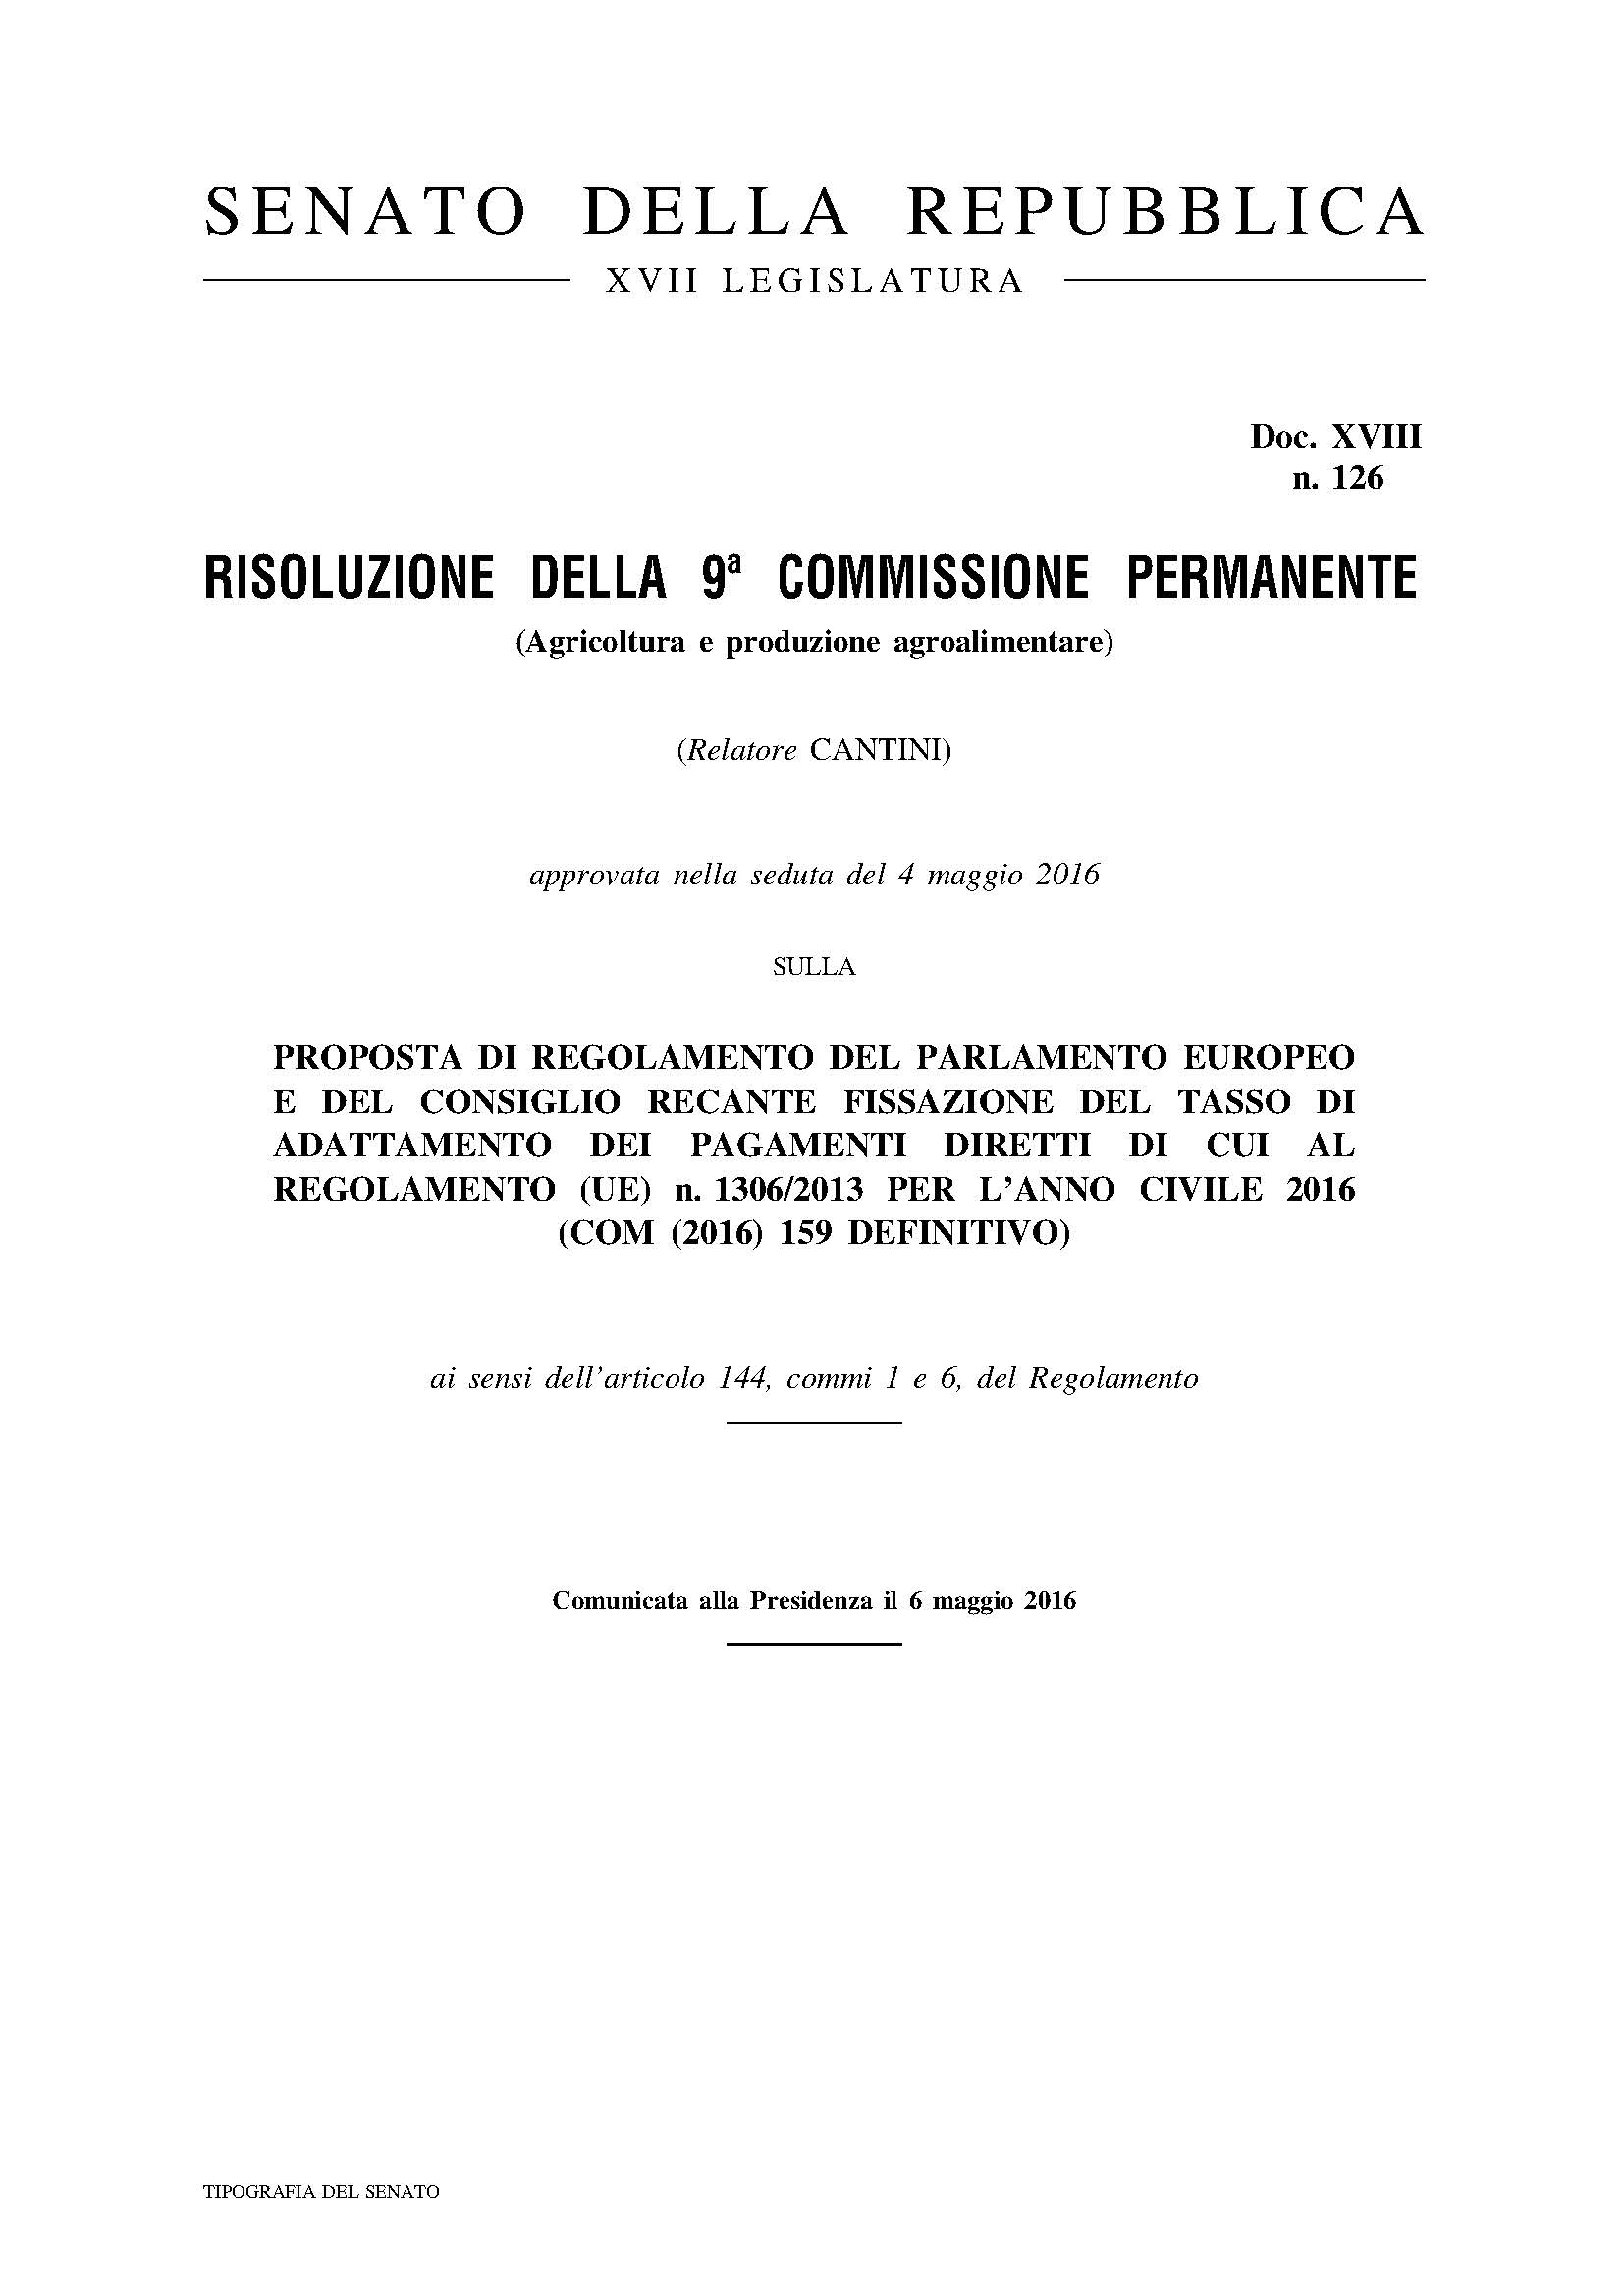 SENATO DELLA REPUBBLICA
XVII LEGISLATURA
Doc. XVIII
n. 126
RISOLUZIONE DELLA 9ª COMMISSIONE PERMANENTE
(Agricoltura e produzione agroalimentare)
(Relatore CANTINI)
approvata nella seduta del 4 maggio 2016
SULLA
PROPOSTA DI REGOLAMENTO DEL PARLAMENTO EUROPEO
E DEL CONSIGLIO RECANTE FISSAZIONE DEL TASSO DI
ADATTAMENTO DEI PAGAMENTI DIRETTI DI CUI AL
REGOLAMENTO (UE) n. 1306/2013 PER L'ANNO CIVILE 2016
(COM (2016) 159 DEFINITIVO)
ai sensi dell'articolo 144, commi 1 e 6, del Regolamento
Comunicata alla Presidenza il 6 maggio 2016
TIPOGRAFIA DEL SENATO